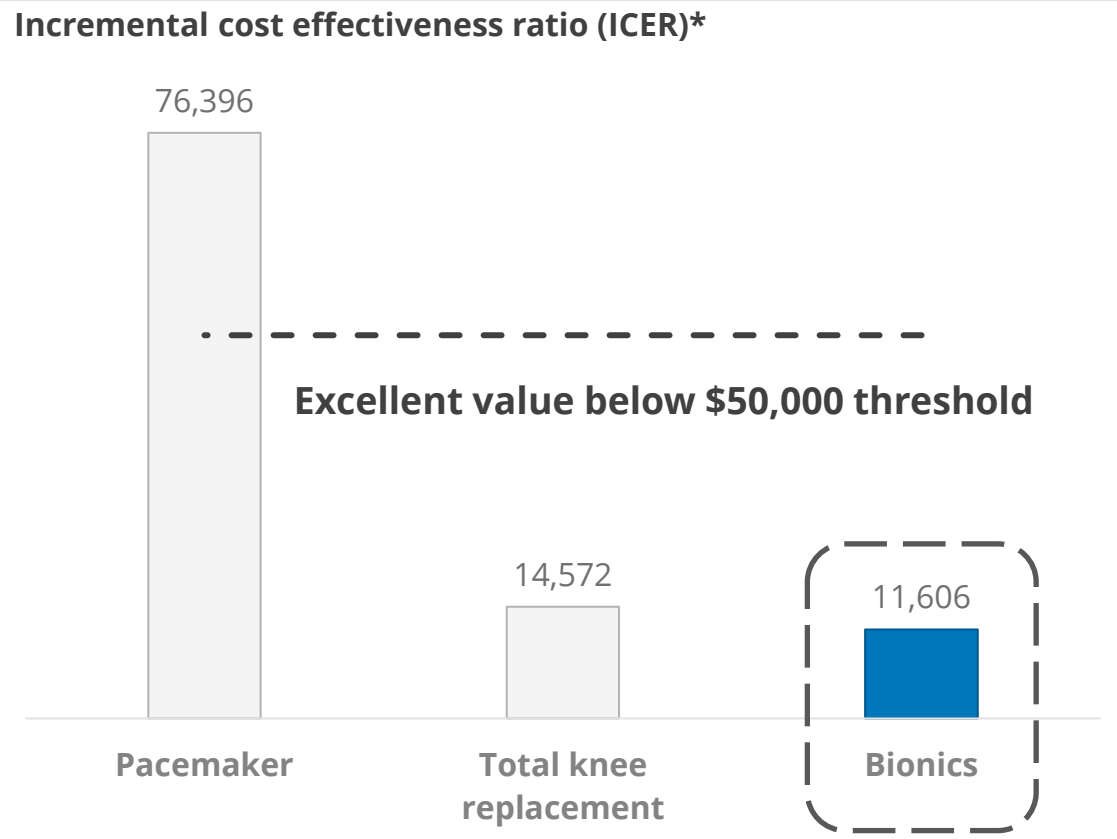 Incremental cost effectiveness ratio (ICER)*
76,396
Excellent value below $50,000 threshold
14,572
11,606
Pacemaker
Total knee
replacement
Bionics